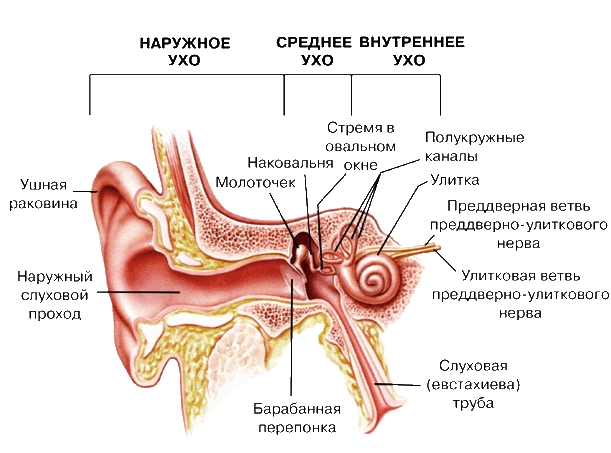 НАРУЖНОЕ
УХО
СРЕДНЕЕ
УХО
ВНУТРЕННЕЕ
УХО
Стремя в
овальном
окне
Полукружные
каналы
Наковальня
Молоточек
Улитка
Ушная
раковина
Преддверная ветвь
преддверно-улиткового
нерва
Наружный
слуховой
проход
Улитковая ветвь
преддверно-улиткового
нерва
Слуховая
(евстахиева)
труба
Барабанная
перепонка